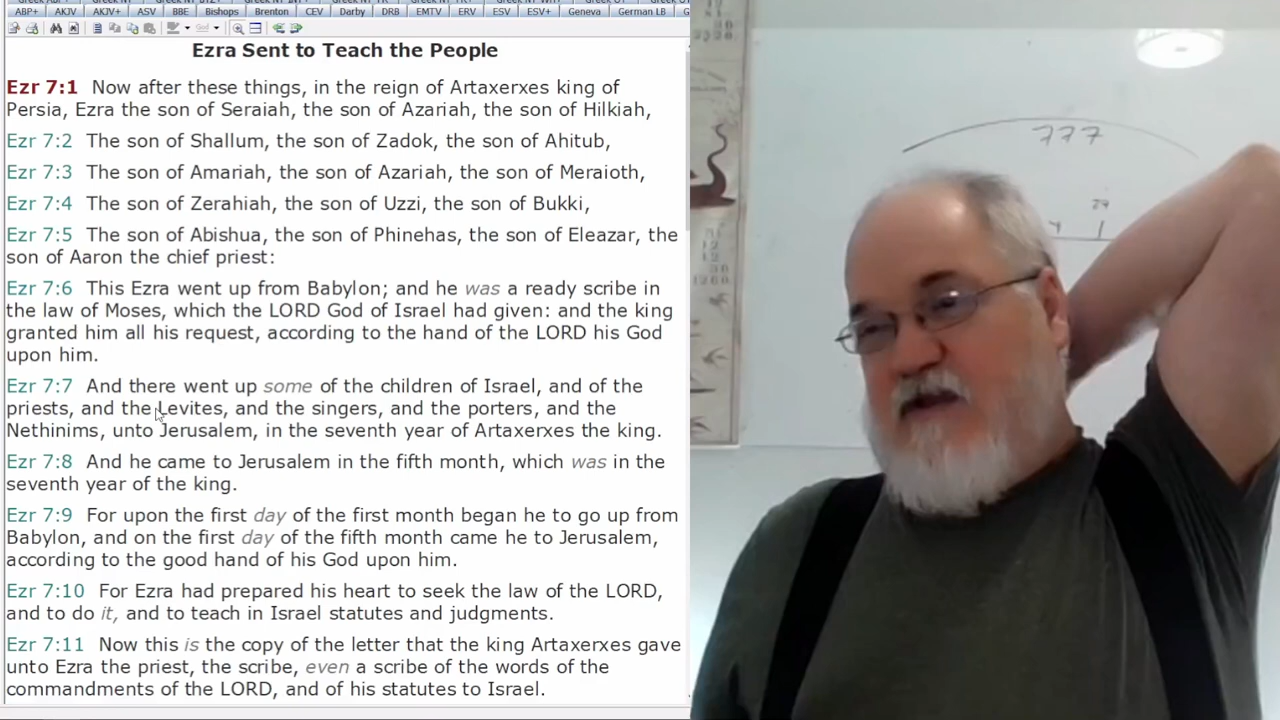 ABP+ AKJV AKJV+ ASV BBE Bishops Brenton CEV Darby DRB EMTV ERV ESV ESV+ Geneva German LB G
Ezra Sent to Teach the People
Ezr 7:1 Now after these things, in the reign of Artaxerxes king of
Persia, Ezra the son of Seraiah, the son of Azariah, the son of Hilkiah,
Ezr 7:2 The son of Shallum, the son of Zadok, the son of Ahitub,
Ezr 7:3 The son of Amariah, the son of Azariah, the son of Meraioth,
Ezr 7:4 The son of Zerahiah, the son of Uzzi, the son of Bukki,
Ezr 7:5 The son of Abishua, the son of Phinehas, the son of Eleazar, the
son of Aaron the chief priest:
Ezr 7:6 This Ezra went up from Babylon; and he was a ready scribe in
the law of Moses, which the LORD God of Israel had given: and the king
granted him all his request, according to the hand of the LORD his God
upon him.
Ezr 7:7 And there went up some of the children of Israel, and of the
priests, and the Levites, and the singers, and the porters, and the
Nethinims, unto Jerusalem, in the seventh year of Artaxerxes the king.
Ezr 7:8 And he came to Jerusalem in the fifth month, which was in the
seventh year of the king.
Ezr 7:9 For upon the first day of the first month began he to go up from
Babylon, and on the first day of the fifth month came he to Jerusalem,
according to the good hand of his God upon him.
Ezr 7:10 For Ezra had prepared his heart to seek the law of the LORD,
and to do it, and to teach in Israel statutes and judgments.
Ezr 7:11 Now this is the copy of the letter that the king Artaxerxes gave
unto Ezra the priest, the scribe, even a scribe of the words of the
commandments of the LORD, and of his statutes to Israel.
777